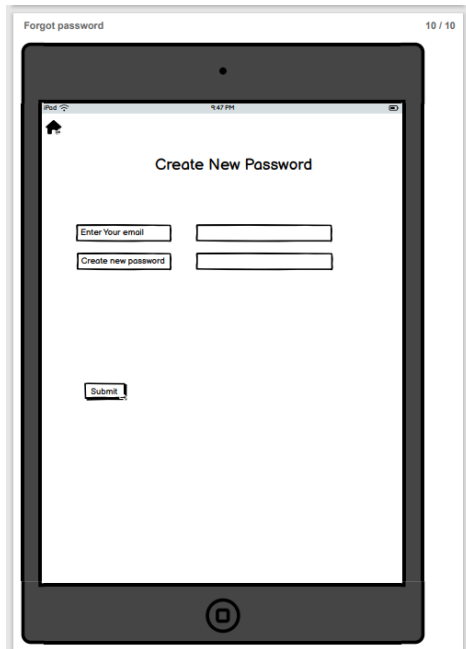 Forgot password 10 / 10
iPad 9:47 PM
Create New Password
Enter Your email
Create new password
Submit